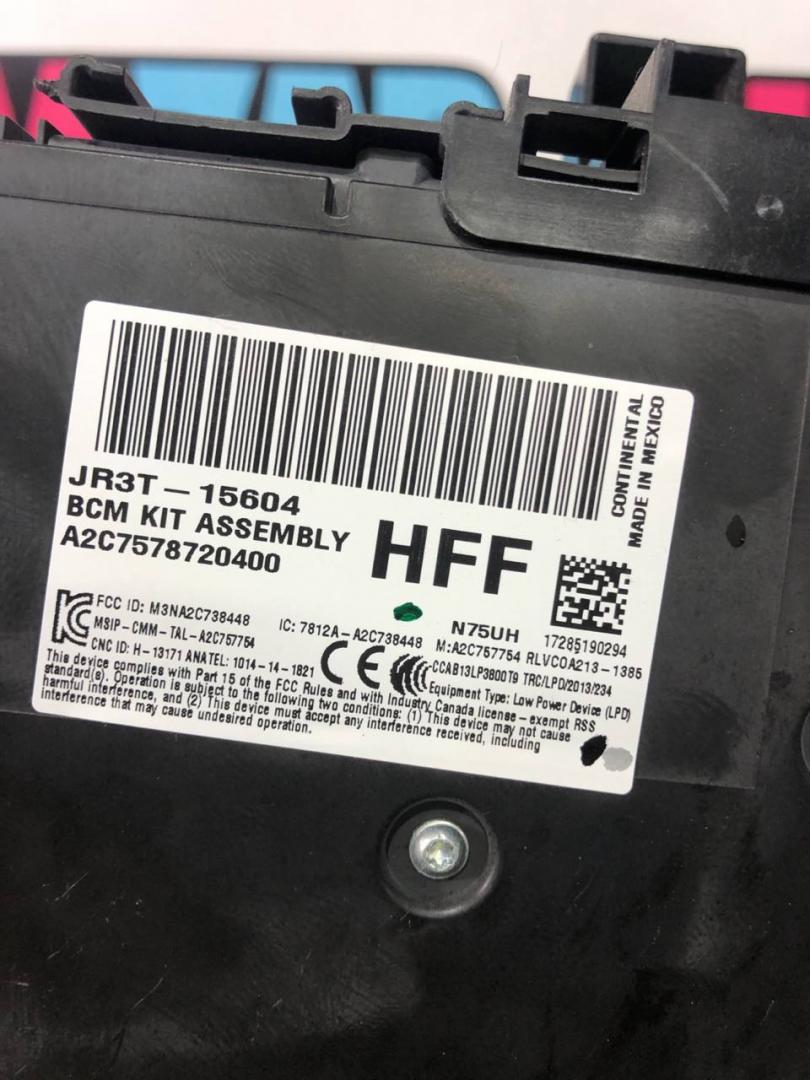 CONTINENTAL
MADE IN MEXICO
JR3T - 15604
BCM KIT ASSEMBLY
A2C7578720400
HFF
FCC ID: M3NA2C738448
IC: 7812A-A2C738448
N75UH
17285190294
MSIP-CMM-TAL-A2C757754
M:A2C757754 RLVCOA213-1385
CNC ID: H-13171 ANATEL: 1014-14-1821
CE
CCAB13LP3800T9 TRC/LPD/2013/234
Equipment Type: Low Power Device (LPD)
This device complies with Part 15 of the FCC Rules and with Industry Canada license-exempt RSS
standard(s). Operation is subject to the following two conditions: (1) This device may not cause
harmful interference, and (2) This device must accept any interference received, including
interference that may cause undesired operation.